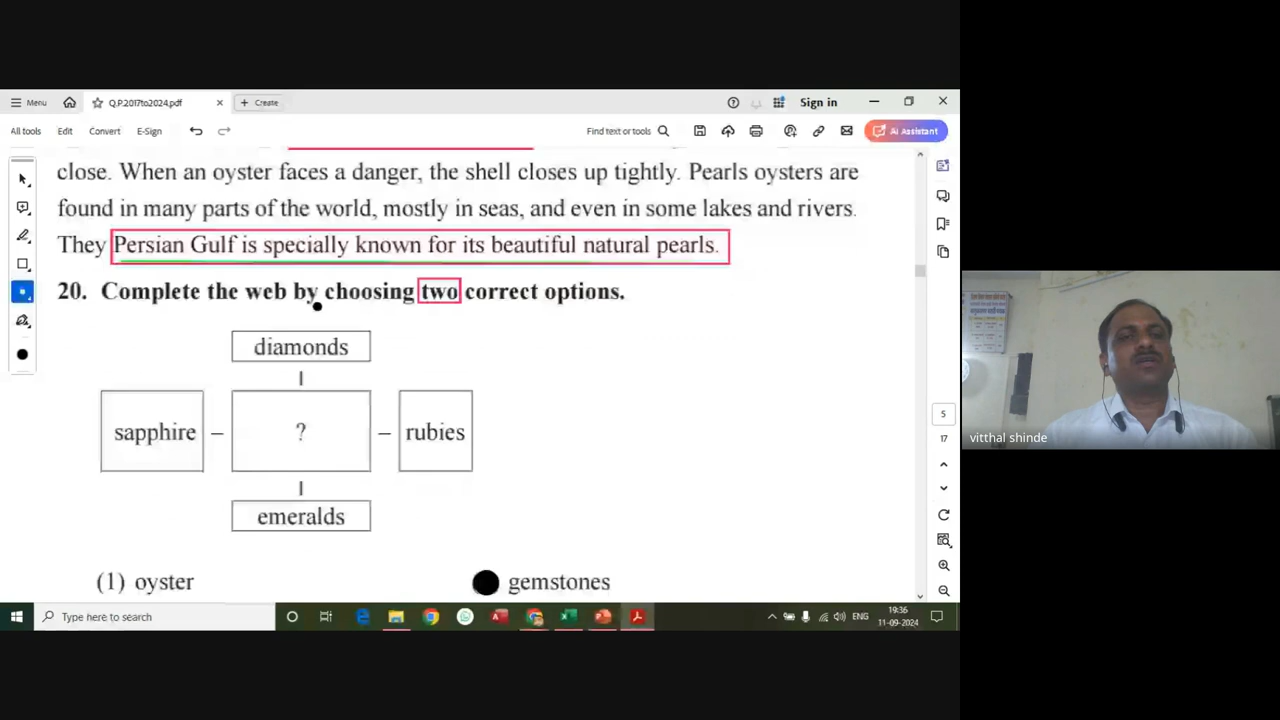 Menu
Q.P.2017to2024.pdf
Create
Sign in
All tools Edit Convert E-Sign
Find text or tools
AI Assistant
close. When an oyster faces a danger, the shell closes up tightly. Pearls oysters are
found in many parts of the world, mostly in seas, and even in some lakes and rivers.
They Persian Gulf is specially known for its beautiful natural pearls.
20. Complete the web by choosing two correct options.
diamonds
sapphire – ? – rubies
emeralds
(1) oyster
gemstones
5
17
vitthal shinde
Type here to search
ENG
19:36
11-09-2024